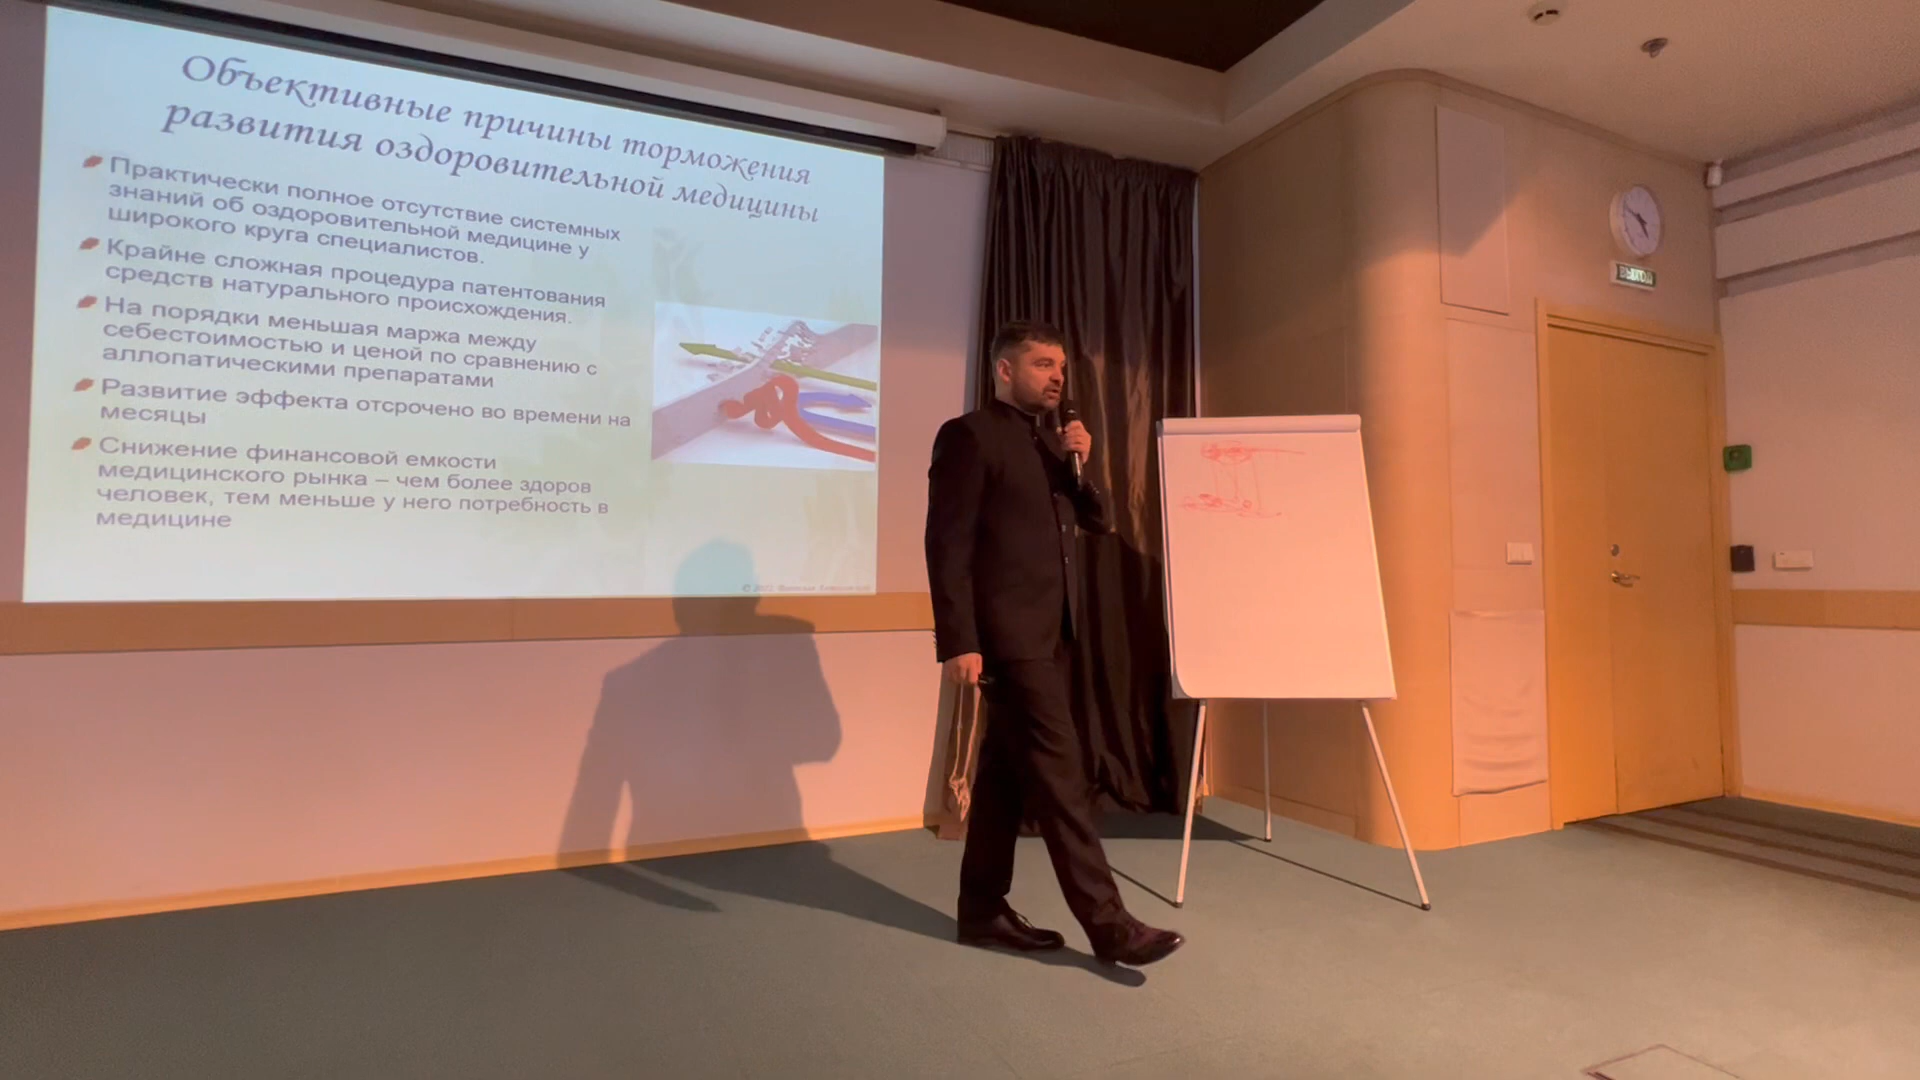 Объективные причины торможения
развития оздоровительной медицины
Практически полное отсутствие системных
знаний об оздоровительной медицине у
широкого круга специалистов.
Крайне сложная процедура патентования
средств натурального происхождения.
На порядки меньшая маржа между
себестоимостью и ценой по сравнению с
аллопатическими препаратами
Развитие эффекта отсрочено во времени на
месяцы
Снижение финансовой емкости
медицинского рынка – чем более здоров
человек, тем меньше у него потребность в
медицине
ВЫХОД